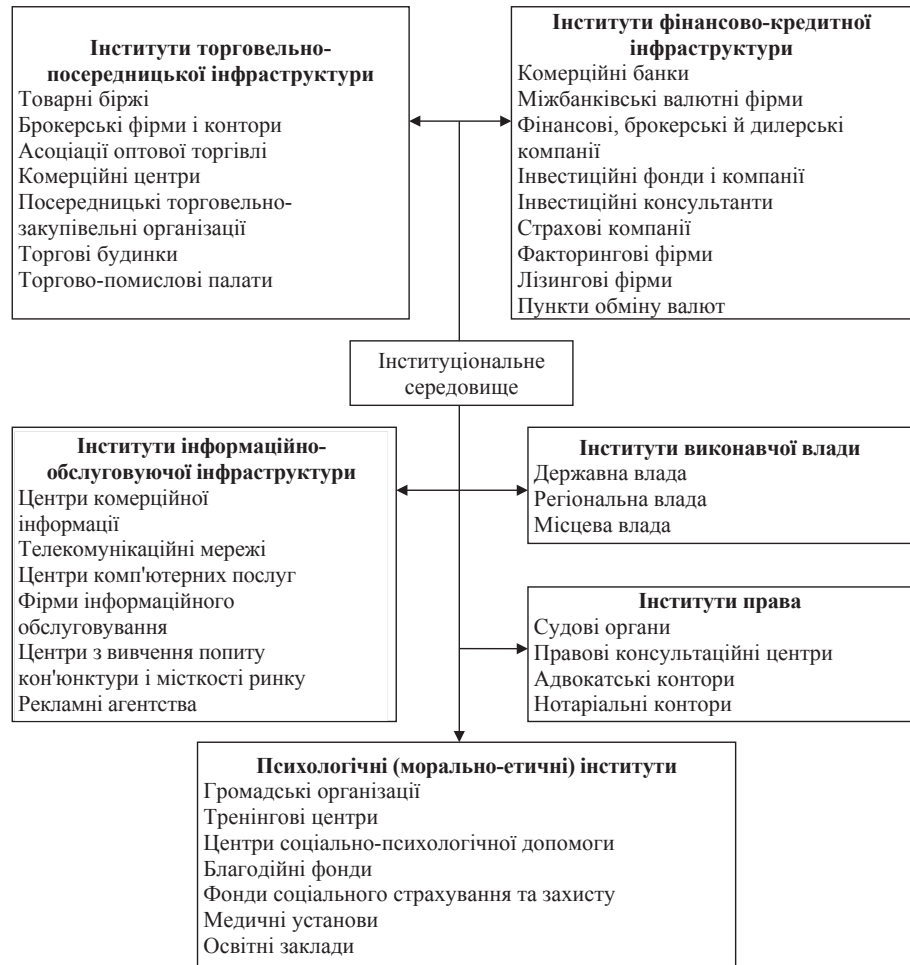 Інститути торговельно-
посередницької інфраструктури
Товарні біржі
Брокерські фірми і контори
Асоціації оптової торгівлі
Комерційні центри
Посередницькі торговельно-
закупівельні організації
Торгові будинки
Торгово-помислові палати
Інститути фінансово-кредитної
інфраструктури
Комерційні банки
Міжбанківські валютні фірми
Фінансові, брокерські й дилерські
компанії
Інвестиційні фонди і компанії
Інвестиційні консультанти
Страхові компанії
Факторингові фірми
Лізингові фірми
Пункти обміну валют
Інституціональне
середовище
Інститути інформаційно-
обслуговуючої інфраструктури
Центри комерційної
інформації
Телекомунікаційні мережі
Центри комп'ютерних послуг
Фірми інформаційного
обслуговування
Центри з вивчення попиту
кон'юнктури і місткості ринку
Рекламні агентства
Інститути виконавчої влади
Державна влада
Регіональна влада
Місцева влада
Інститути права
Судові органи
Правові консультаційні центри
Адвокатські контори
Нотаріальні контори
Психологічні (морально-етичні) інститути
Громадські організації
Тренінгові центри
Центри соціально-психологічної допомоги
Благодійні фонди
Фонди соціального страхування та захисту
Медичні установи
Освітні заклади